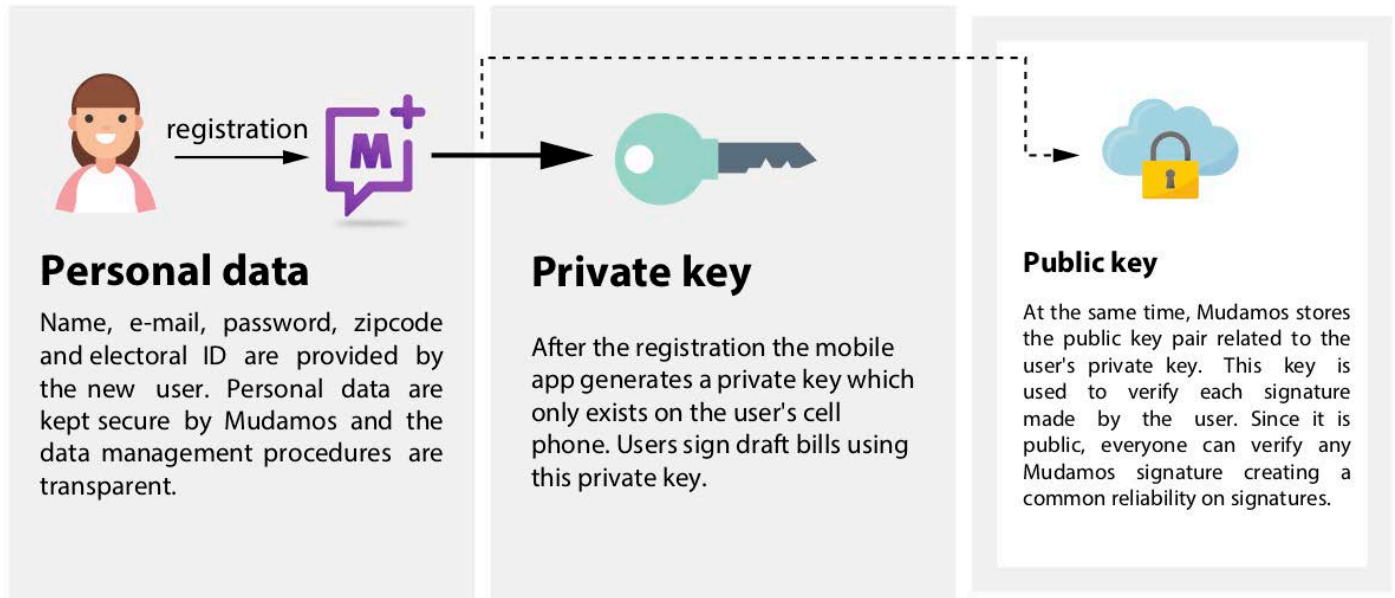 registration
M
Personal data
Name, e-mail, password, zipcode
and electoral ID are provided by
the new user. Personal data are
kept secure by Mudamos and the
data management procedures are
transparent.
Private key
After the registration the mobile
app generates a private key which
only exists on the user's cell
phone. Users sign draft bills using
this private key.
Public key
At the same time, Mudamos stores
the public key pair related to the
user's private key. This key is
used to verify each signature
made by the user. Since it is
public, everyone can verify any
Mudamos signature creating a
common reliability on signatures.